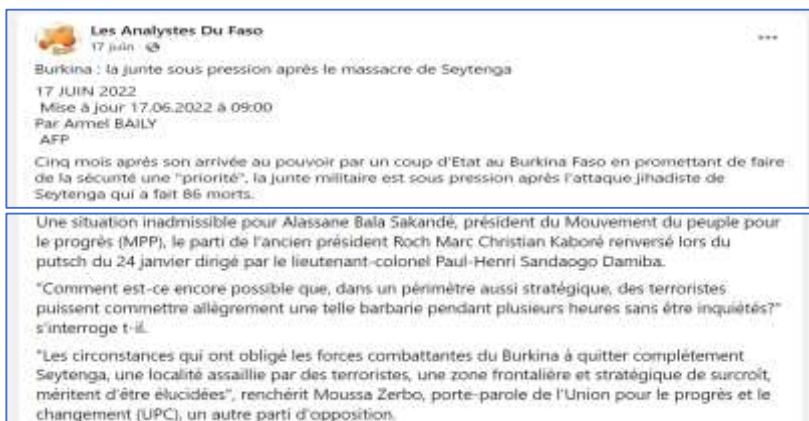 Les Analystes Du Faso
17 juin
Burkina : la junte sous pression après le massacre de Seytenga
17 JUIN 2022
Mise à jour 17.06.2022 à 09:00
Par Armel BAILY
AFP
Cinq mois après son arrivée au pouvoir par un coup d'Etat au Burkina Faso en promettant de faire
de la sécurité une "priorité", la junte militaire est sous pression après l'attaque jihadiste de
Seytenga qui a fait 86 morts.
Une situation inadmissible pour Alassane Bala Sakandé, président du Mouvement du peuple pour
le progrès (MPP), le parti de l'ancien président Roch Marc Christian Kaboré renversé lors du
putsch du 24 janvier dirigé par le lieutenant-colonel Paul-Henri Sandaogo Damiba.
"Comment est-ce encore possible que, dans un périmètre aussi stratégique, des terroristes
puissent commettre allègrement une telle barbarie pendant plusieurs heures sans être inquiétés?"
s'interroge t-il.
"Les circonstances qui ont obligé les forces combattantes du Burkina à quitter complètement
Seytenga, une localité assaillie par des terroristes, une zone frontalière et stratégique de surcroît,
méritent d'être élucidées", renchérit Moussa Zerbo, porte-parole de l'Union pour le progrès et le
changement (UPC), un autre parti d'opposition.